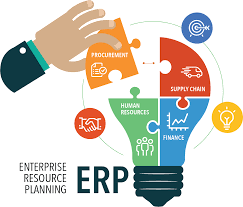 PROCUREMENT
SUPPLY CHAIN
HUMAN
RESOURCES
FINANCE
ENTERPRISE
RESOURCE
PLANNING
ERP